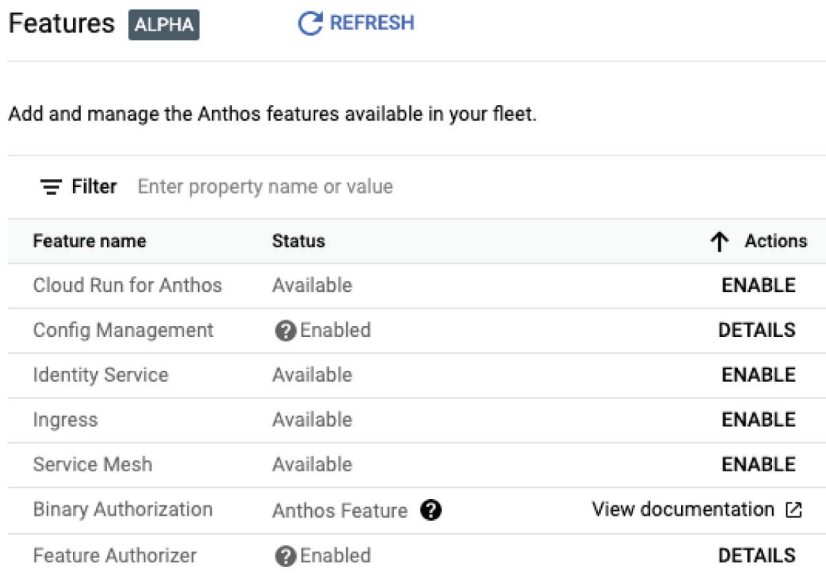 Features ALPHA REFRESH
Add and manage the Anthos features available in your fleet.
Filter Enter property name or value
Feature name Status Actions
Cloud Run for Anthos Available ENABLE
Config Management Enabled DETAILS
Identity Service Available ENABLE
Ingress Available ENABLE
Service Mesh Available ENABLE
Binary Authorization Anthos Feature View documentation
Feature Authorizer Enabled DETAILS